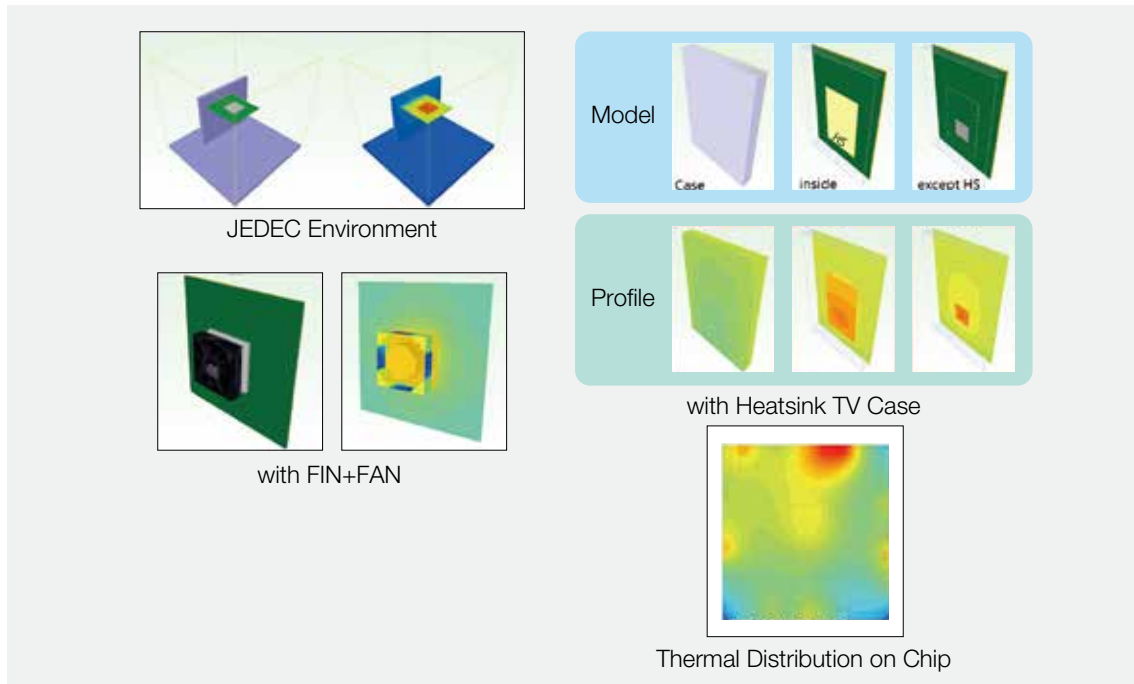 JEDEC Environment
with FIN+FAN
Model
Case
inside
HS
except HS
Profile
with Heatsink TV Case
Thermal Distribution on Chip